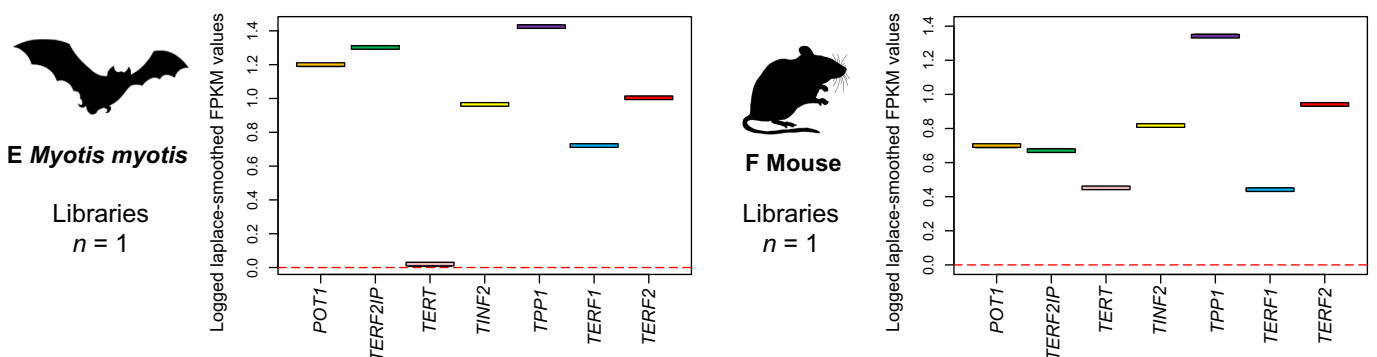 Logged laplace-smoothed FPKM values
1.4
1.2
1.0
0.8
0.6
0.4
0.2
0.0
E Myotis myotis
Libraries
n = 1
POT1
TERF2IP
TERT
TINF2
TPP1
TERF1
TERF2
Logged laplace-smoothed FPKM values
1.4
1.2
1.0
0.8
0.6
0.4
0.2
0.0
F Mouse
Libraries
n = 1
POT1
TERF2IP
TERT
TINF2
TPP1
TERF1
TERF2